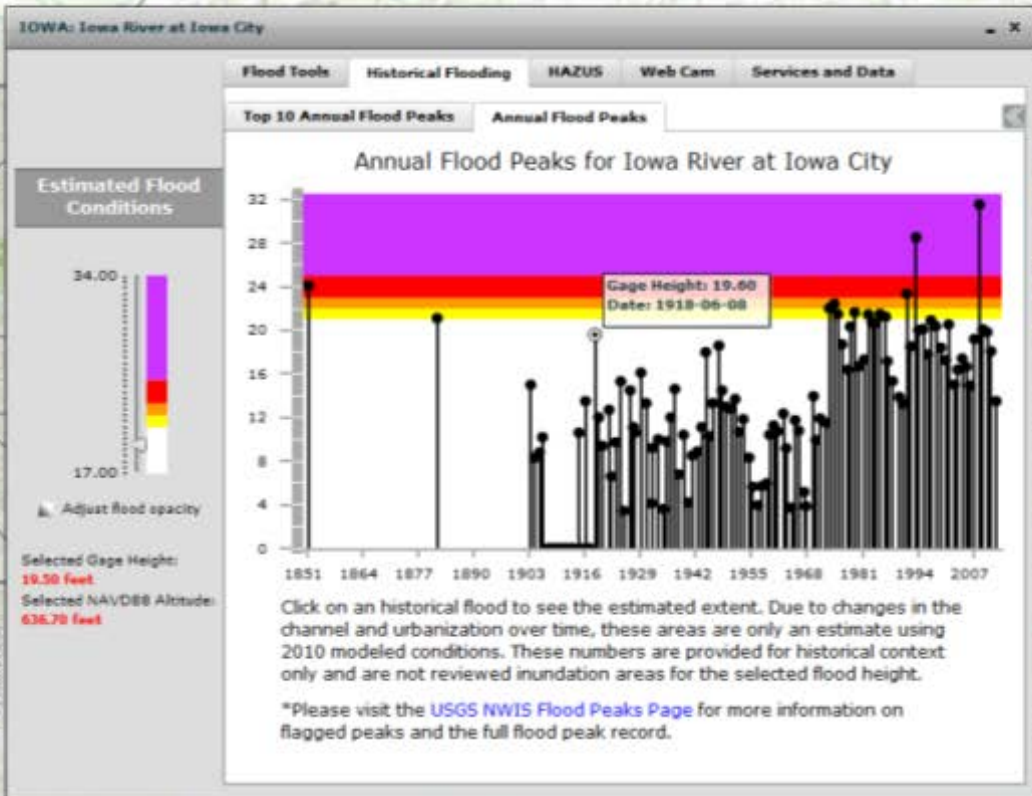 IOWA: Iowa River at Iowa City
Flood Tools
Historical Flooding
HAZUS
Web Cam
Services and Data
Top 10 Annual Flood Peaks
Annual Flood Peaks
Estimated Flood
Conditions
34.00
17.00
Adjust flood opacity
Selected Gage Height:
19.50 feet
Selected NAVD88 Altitude:
636.70 feet
Annual Flood Peaks for Iowa River at Iowa City
32
28
24
20
16
12
8
4
0
Gage Height: 19.60
Date: 1918-06-08
1851 1864 1877 1890 1903 1916 1929 1942 1955 1968 1981 1994 2007
Click on an historical flood to see the estimated extent. Due to changes in the
channel and urbanization over time, these areas are only an estimate using
2010 modeled conditions. These numbers are provided for historical context
only and are not reviewed inundation areas for the selected flood height.
*Please visit the USGS NWIS Flood Peaks Page for more information on
flagged peaks and the full flood peak record.